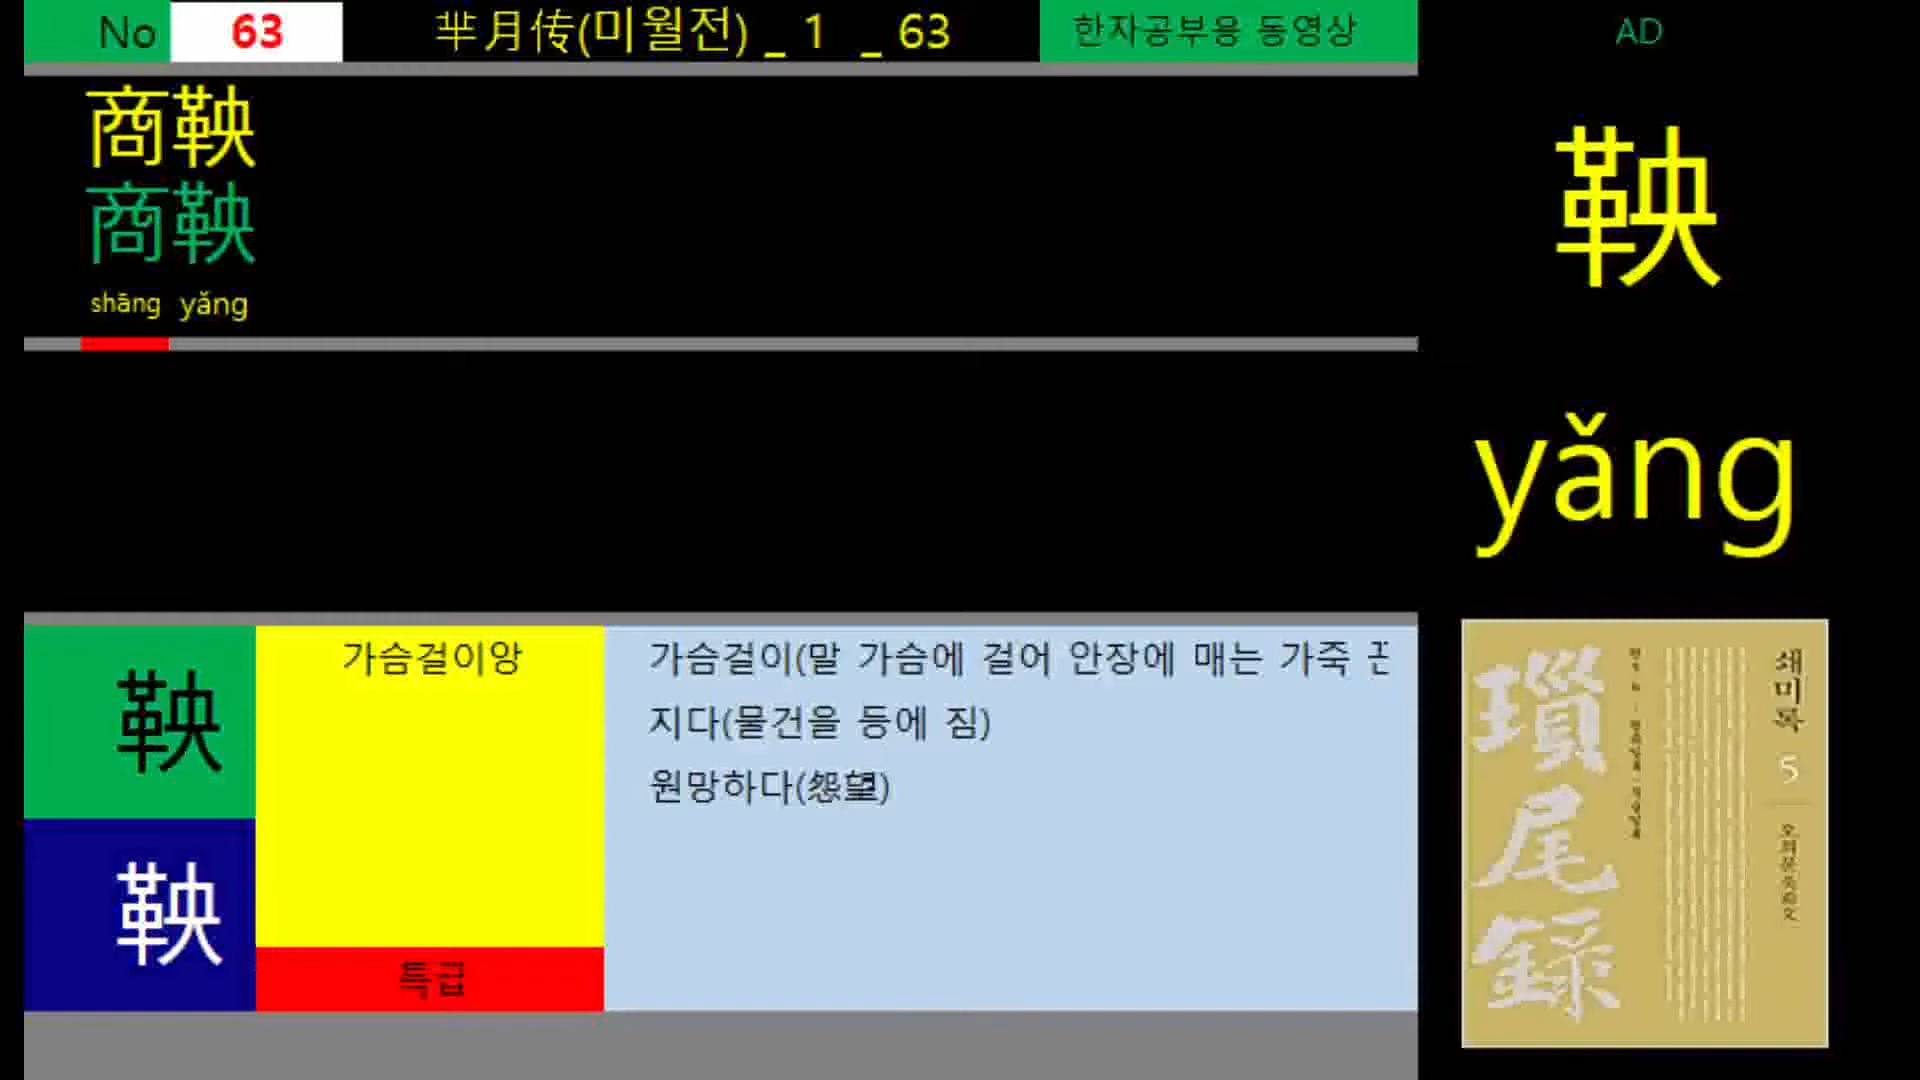 No 63 芈月传(미월전) _ 1 _ 63 한자공부용 동영상 AD
商鞅
商鞅
shāng yǎng
鞅
yǎng
鞅 가슴걸이앙
가슴걸이(말 가슴에 걸어 안장에 매는 가죽 끈
지다(물건을 등에 짐)
원망하다(怨望)
鞅
특급
瑣尾錄
쇄미록
5